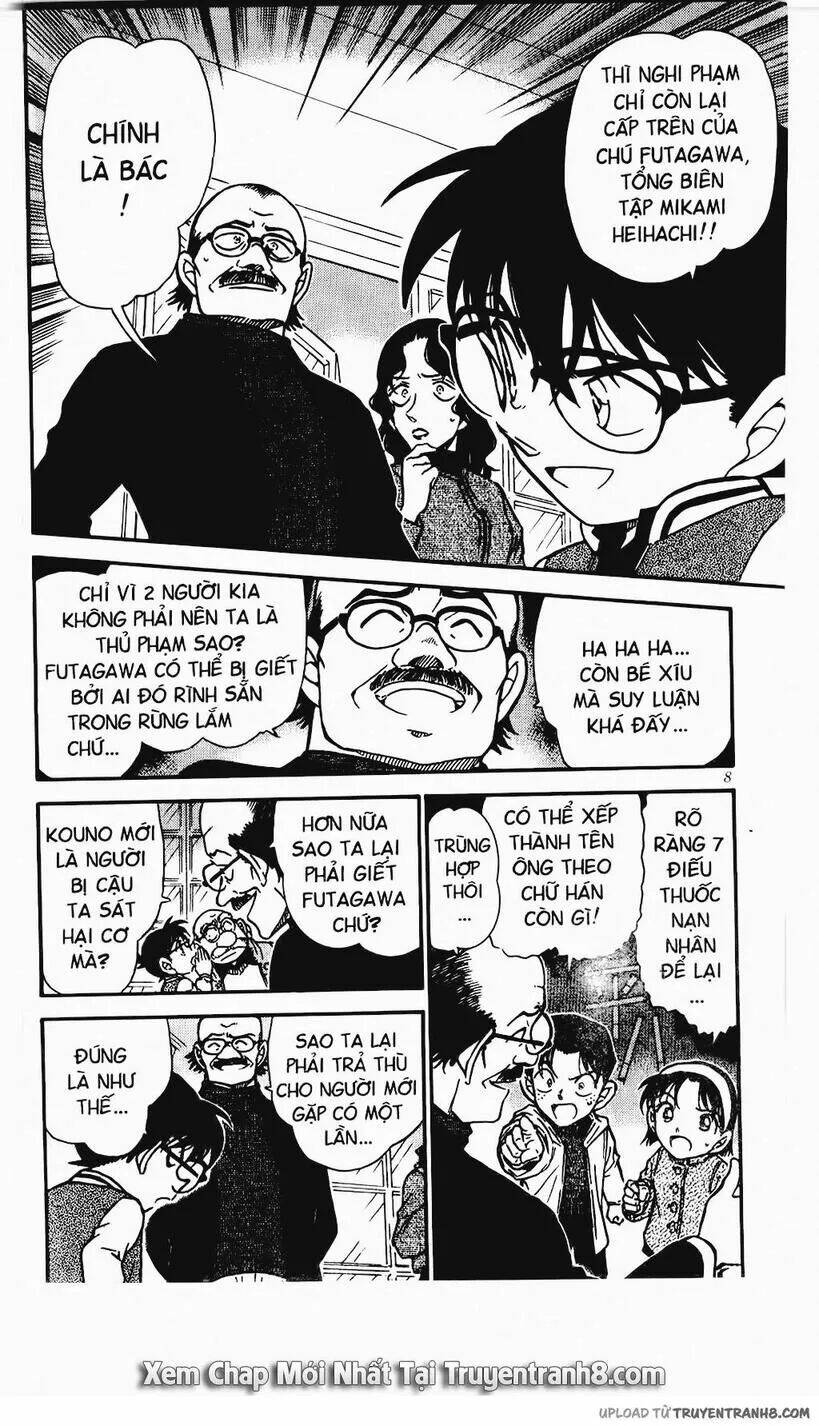 THÌ NGHI PHẠM
CHỈ CÒN LẠI
CẤP TRÊN CỦA
CHÚ FUTAGAWA,
TỔNG BIÊN
TẬP MIKAMI
HEIHACHI!!
CHÍNH
LÀ BÁC
!
CHỈ VÌ 2 NGƯỜI KIA
KHÔNG PHẢI NÊN TA LÀ
THỦ PHẠM SAO?
FUTAGAWA CÓ THỂ BỊ GIẾT
BỞI AI ĐÓ RÌNH SẴN
TRONG RỪNG LẮM
CHỨ...
HA HA HA...
CÒN BÉ XÍU
MÀ SUY LUẬN
KHÁ ĐẤY...
8
RÕ
RÀNG 7
ĐIẾU
THUỐC
NẠN
NHÂN
ĐỂ LẠI
...
CÓ THỂ XẾP
THÀNH TÊN
ÔNG THEO
CHỮ HÁN
CÒN GÌ!
TRÙNG
HỢP
THÔI
...
HƠN NỮA
SAO TA LẠI
PHẢI GIẾT
FUTAGAWA
CHỨ?
KOUNO MỚI
LÀ NGƯỜI
BỊ CẬU
TA SÁT
HẠI CƠ
MÀ?
SAO TA LẠI
PHẢI TRẢ THÙ
CHO NGƯỜI MỚI
GẶP CÓ MỘT
LẦN...
ĐÚNG
LÀ NHƯ
THẾ...
Xem Chap Mới Nhất Tại Truyentranh8.com
UPLOAD TỪ TRUYENTRANH8.COM